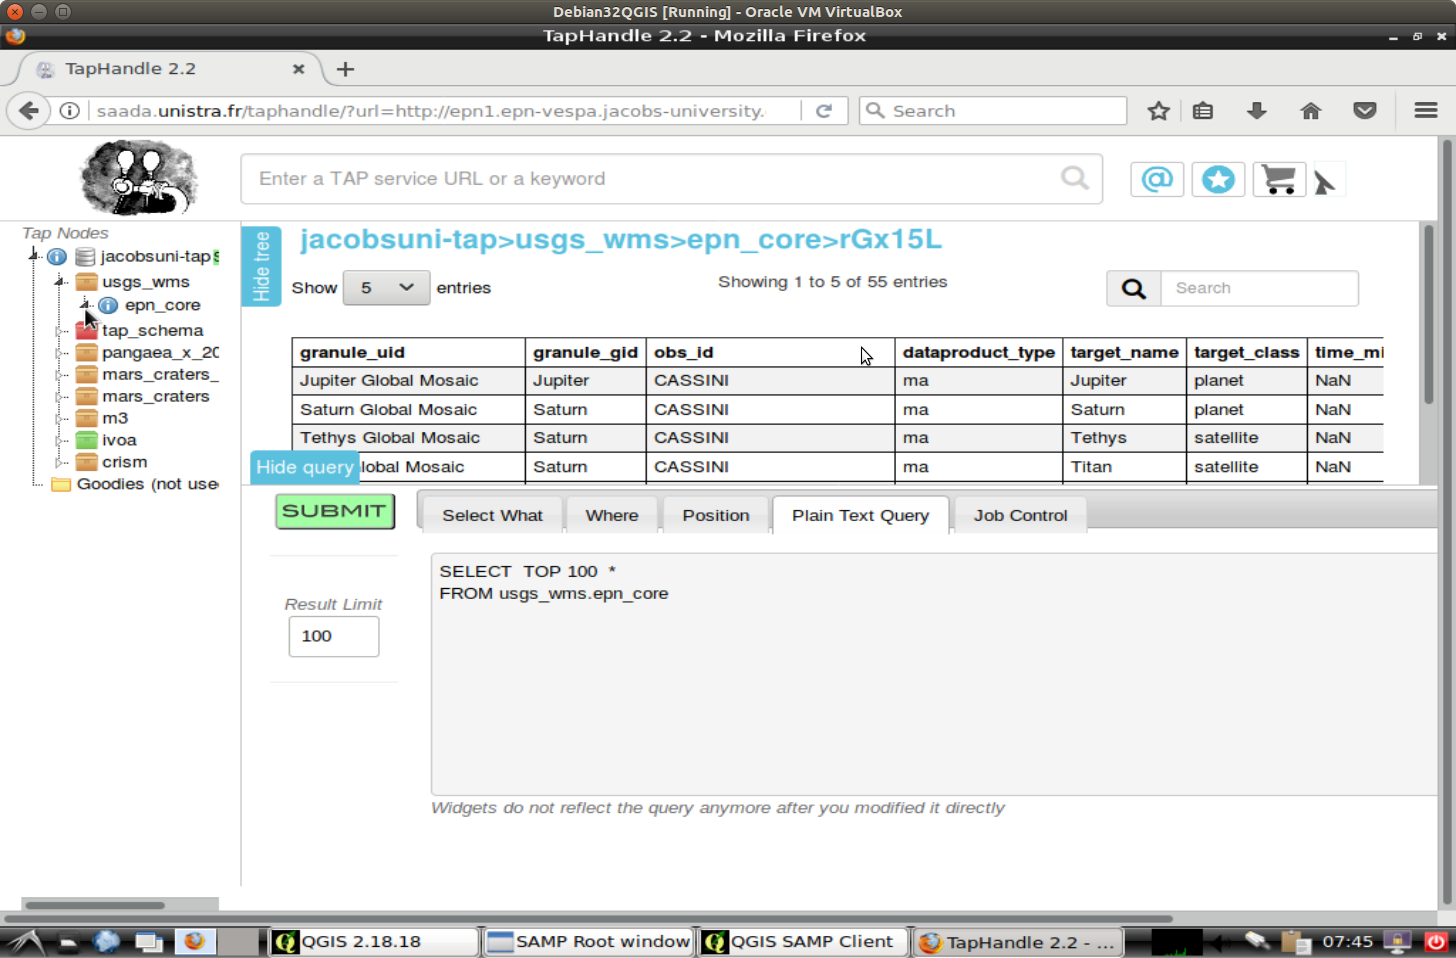 Debian32QGIS [Running] - Oracle VM VirtualBox
TapHandle 2.2 - Mozilla Firefox
TapHandle 2.2
saada.unistra.fr/taphandle/?url=http://epn1.epn-vespa.jacobs-university.
Search
Enter a TAP service URL or a keyword
Tap Nodes
jacobsuni-tap
usgs_wms
epn_core
tap_schema
pangaea_x_20
mars_craters_
mars_craters
m3
ivoa
crism
Goodies (not use
Hide tree
jacobsuni-tap>usgs_wms>epn_core>rGx15L
Show 5 entries
Showing 1 to 5 of 55 entries
Search
granule_uid granule_gid obs_id dataproduct_type target_name target_class time_mi
Jupiter Global Mosaic Jupiter CASSINI ma Jupiter planet NaN
Saturn Global Mosaic Saturn CASSINI ma Saturn planet NaN
Tethys Global Mosaic Saturn CASSINI ma Tethys satellite NaN
lobal Mosaic Saturn CASSINI ma Titan satellite NaN
Hide query
SUBMIT
Select What Where Position Plain Text Query Job Control
Result Limit
100
SELECT TOP 100 *
FROM usgs_wms.epn_core
Widgets do not reflect the query anymore after you modified it directly
QGIS 2.18.18 SAMP Root window QGIS SAMP Client TapHandle 2.2 - ... 07:45